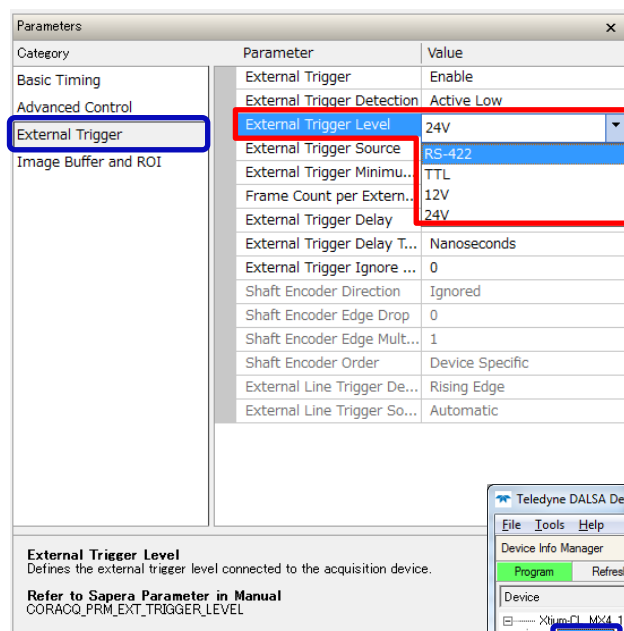 Parameters
Category Parameter Value
Basic Timing
Advanced Control
External Trigger
Image Buffer and ROI
External Trigger Enable
External Trigger Detection Active Low
External Trigger Level 24V
External Trigger Source
RS-422
External Trigger Minimu...
TTL
Frame Count per Extern...
12V
External Trigger Delay
24V
External Trigger Delay T... Nanoseconds
External Trigger Ignore ... 0
Shaft Encoder Direction Ignored
Shaft Encoder Edge Drop 0
Shaft Encoder Edge Mult... 1
Shaft Encoder Order Device Specific
External Line Trigger De... Rising Edge
External Line Trigger So... Automatic
External Trigger Level
Defines the external trigger level connected to the acquisition device.
Refer to Sapera Parameter in Manual
CORACQ_PRM_EXT_TRIGGER_LEVEL
Teledyne DALSA De
File Tools Help
Device Info Manager
Program Refresh
Device
Xtium-CL_MX4_1